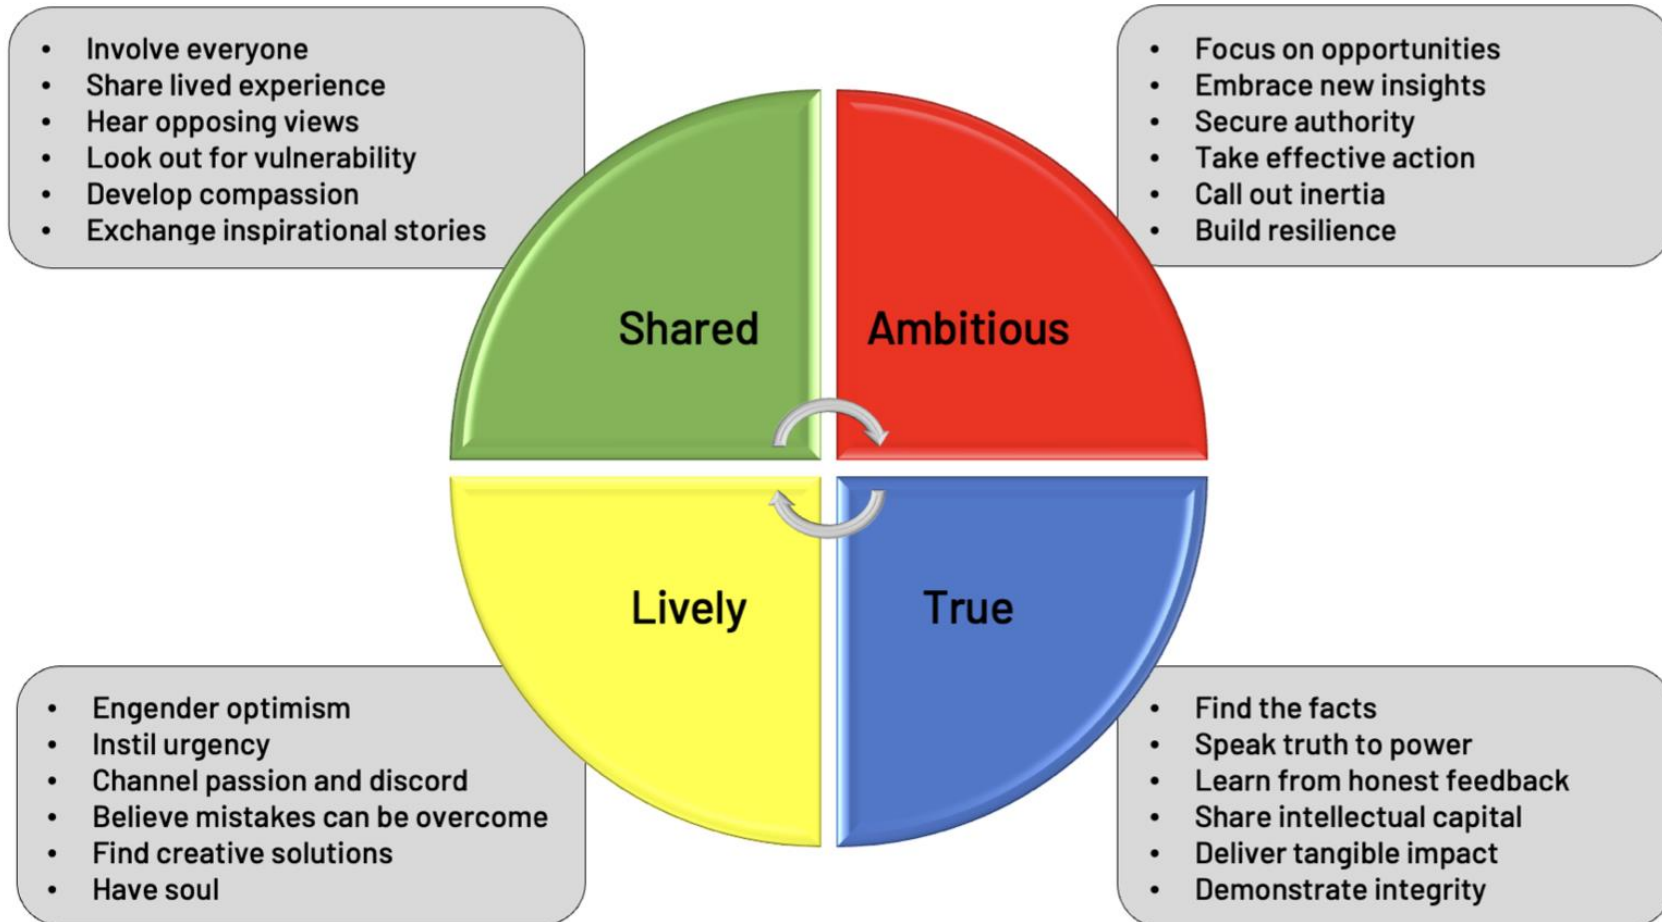 • Involve everyone
• Share lived experience
• Hear opposing views
• Look out for vulnerability
• Develop compassion
• Exchange inspirational stories
• Focus on opportunities
• Embrace new insights
• Secure authority
• Take effective action
• Call out inertia
• Build resilience
Shared
Ambitious
Lively
True
• Engender optimism
• Instil urgency
• Channel passion and discord
• Believe mistakes can be overcome
• Find creative solutions
• Have soul
• Find the facts
• Speak truth to power
• Learn from honest feedback
• Share intellectual capital
• Deliver tangible impact
• Demonstrate integrity